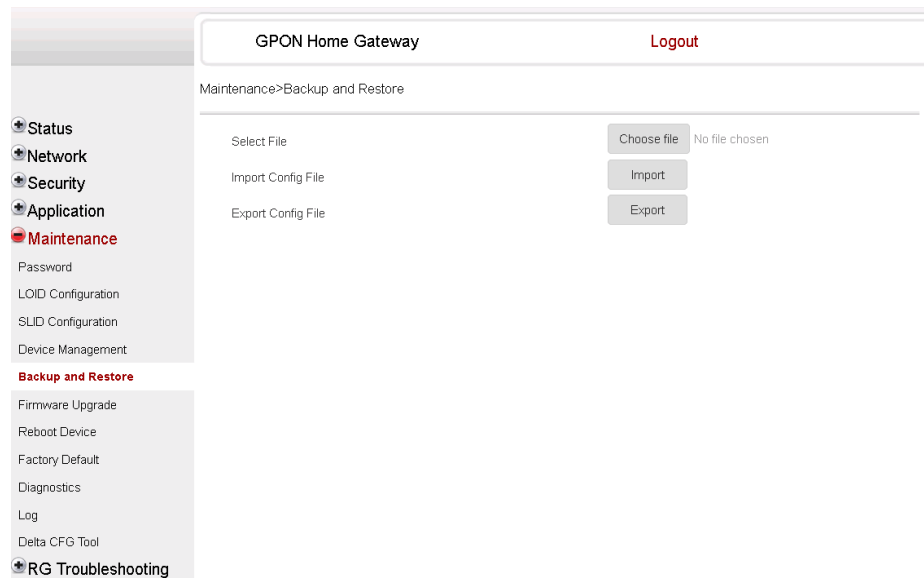 GPON Home Gateway
Logout
Maintenance>Backup and Restore
Status
Network
Security
Application
Maintenance
Password
LOID Configuration
SLID Configuration
Device Management
Backup and Restore
Firmware Upgrade
Reboot Device
Factory Default
Diagnostics
Log
Delta CFG Tool
RG Troubleshooting
Select File
Choose file No file chosen
Import Config File
Import
Export Config File
Export